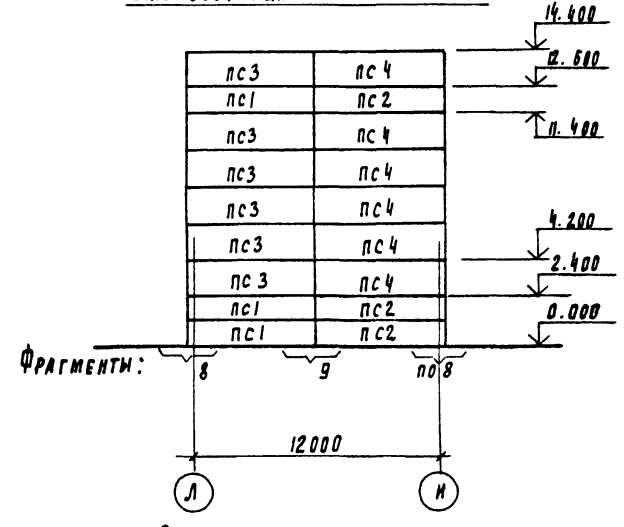 14.400
ПС3 ПС4 12.600
ПС1 ПС2
ПС3 ПС4 11.400
ПС3 ПС4
ПС3 ПС4 4.200
ПС3 ПС4 2.400
ПС3 ПС4
ПС1 ПС2 0.000
ПС1 ПС2
ФРАГМЕНТЫ: 8 9 ПО 8
12000
Л И